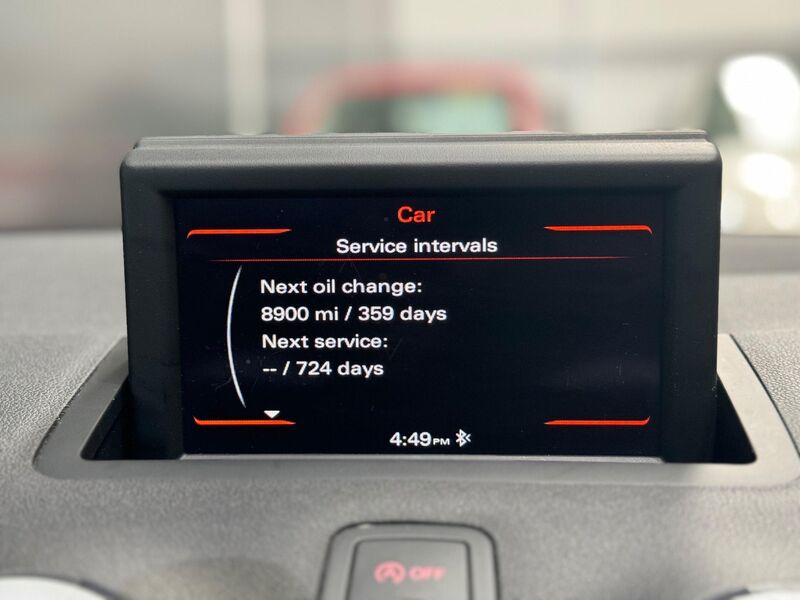 Car
Service intervals
Next oil change:
8900 mi / 359 days
Next service:
-- / 724 days
4:49PM
OFF